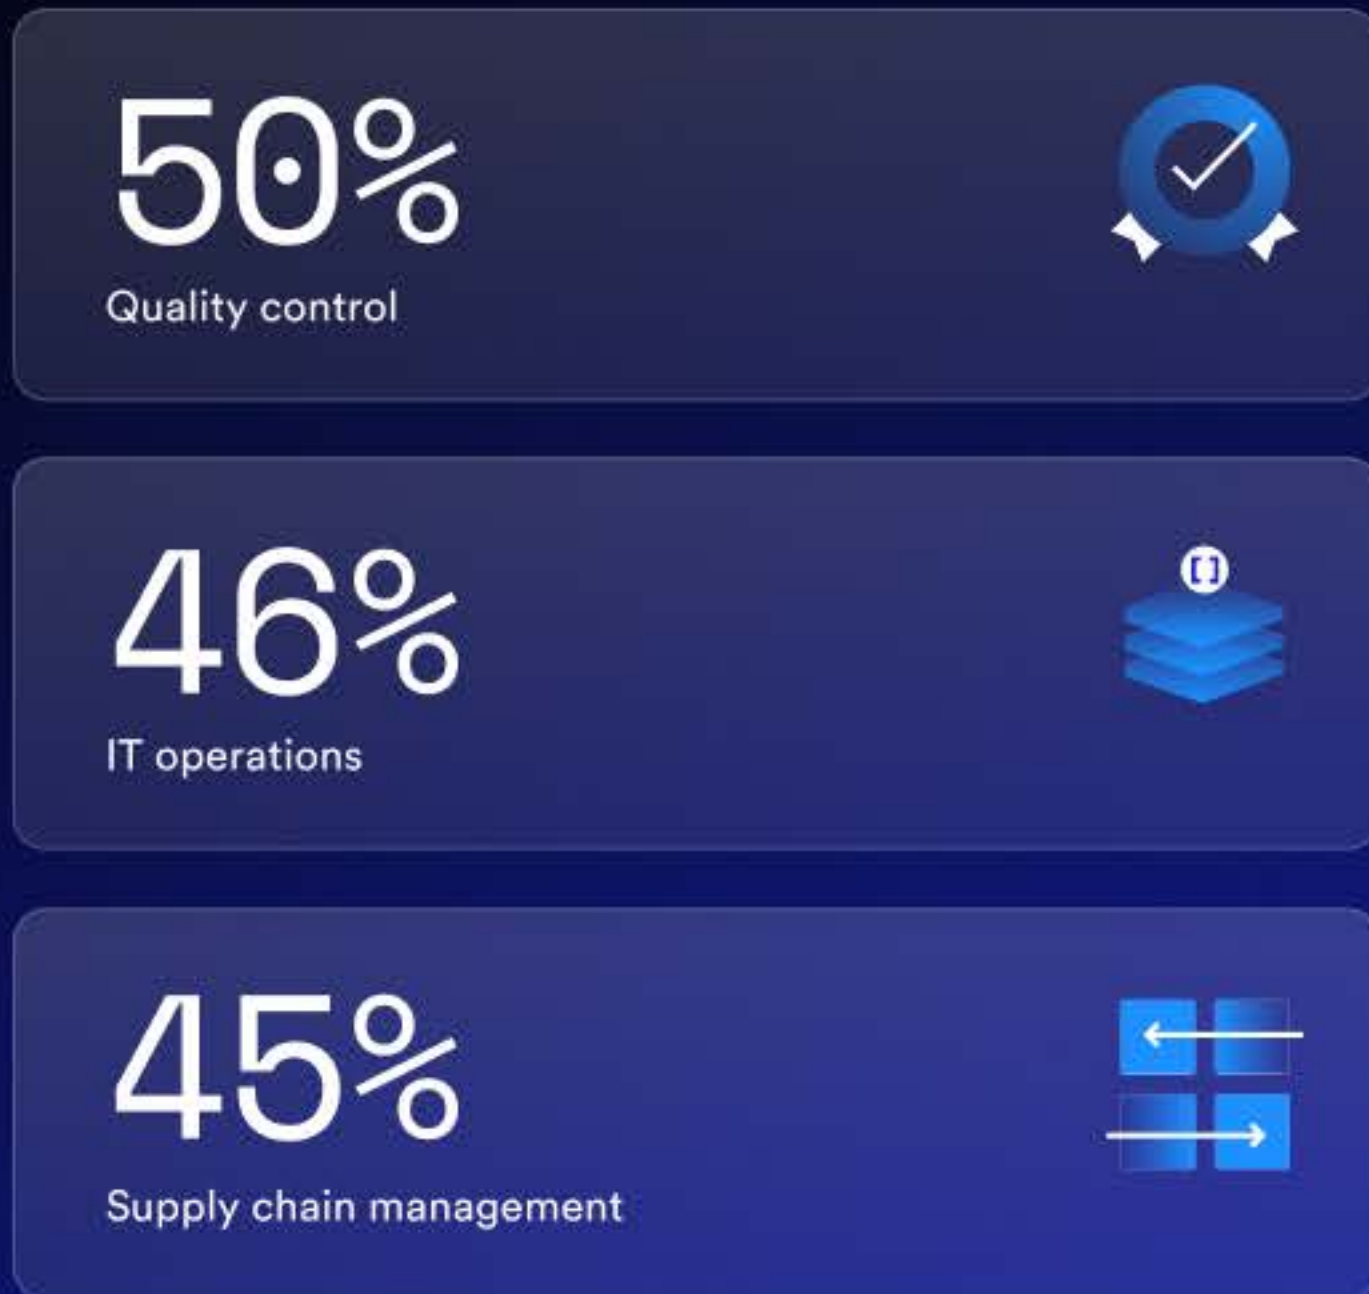 50%
Quality control
[ ]
46%
IT operations
45%
Supply chain management